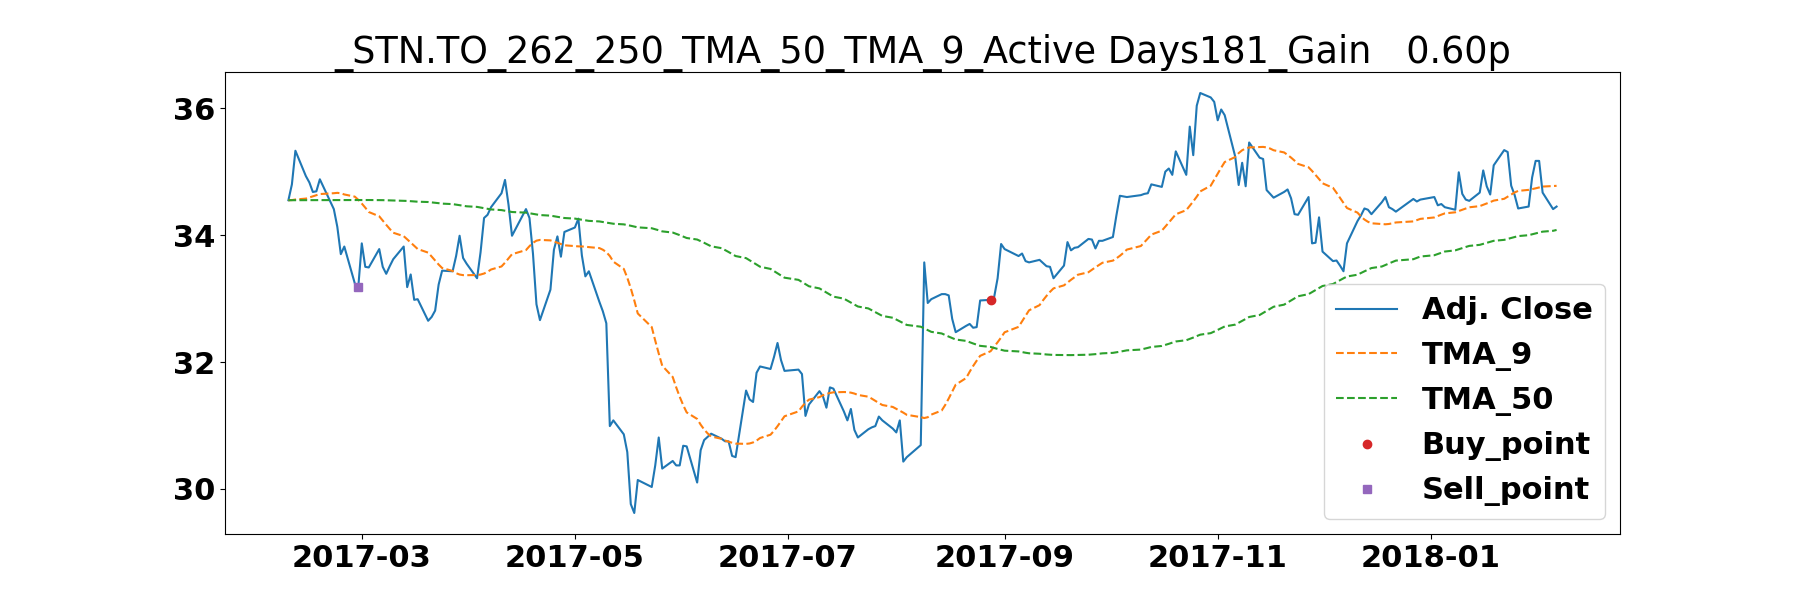 _STN.TO_262_250_TMA_50_TMA_9_Active Days181_Gain   0.60p
36
34
32
30
Adj. Close
TMA_9
TMA_50
Buy_point
Sell_point
2017-03 2017-05 2017-07 2017-09 2017-11 2018-01